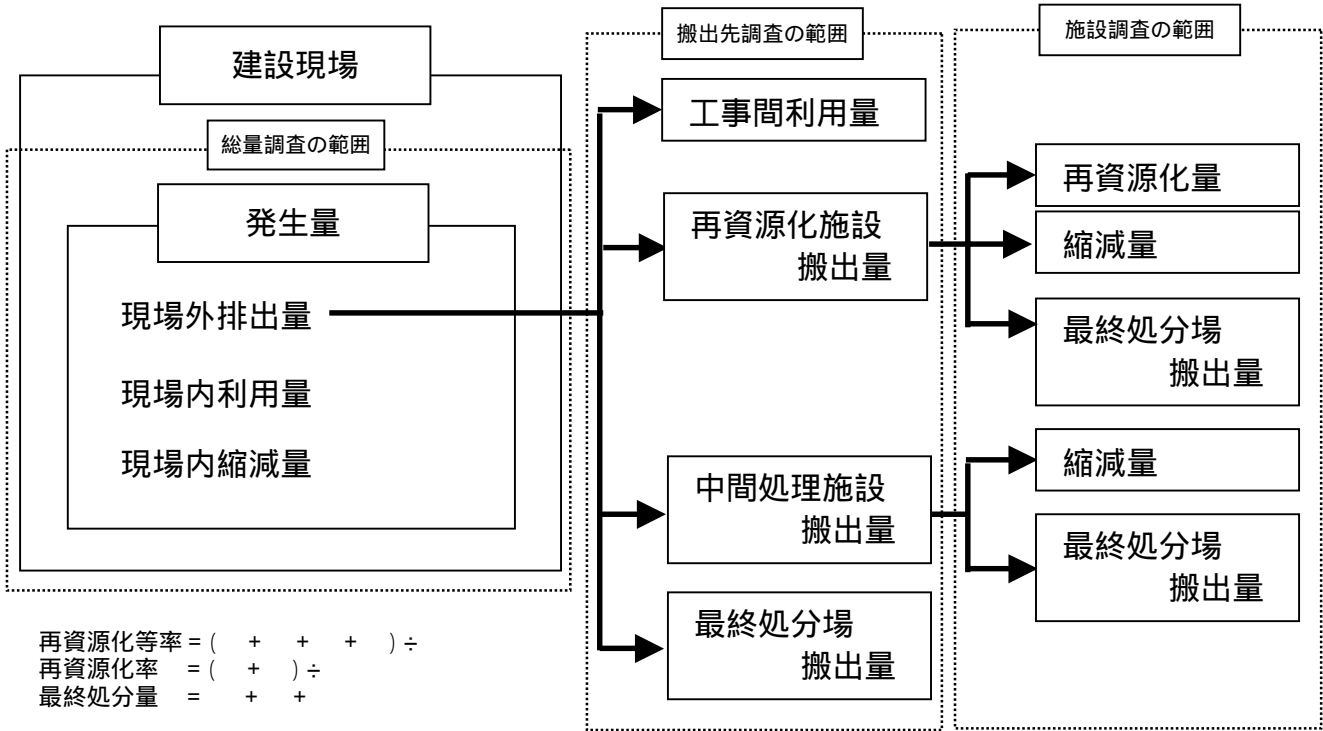 建設現場
総量調査の範囲
発生量
現場外排出量
現場内利用量
現場内縮減量
搬出先調査の範囲
工事間利用量
再資源化施設
搬出量
中間処理施設
搬出量
最終処分場
搬出量
施設調査の範囲
再資源化量
縮減量
最終処分場
搬出量
縮減量
最終処分場
搬出量
再資源化等率 = ( + + + ) ÷
再資源化率 = ( + ) ÷
最終処分量 = + +